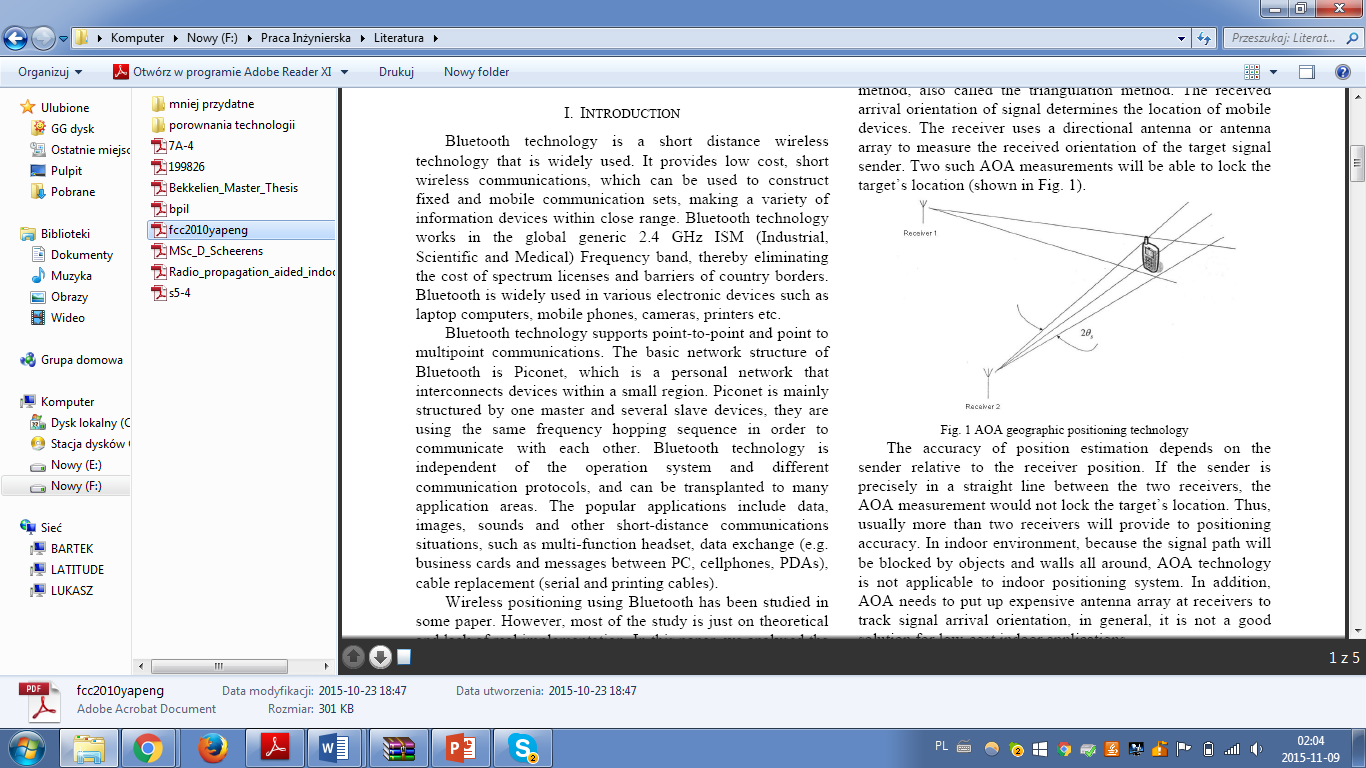 Komputer
Nowy (F:)
Praca Inżynierska
Literatura
Przeszukaj: Literat...
Organizuj
Otwórz w programie Adobe Reader XI
Drukuj
Nowy folder
Ulubione
GG dysk
Ostatnie miejsc
Pulpit
Pobrane
Biblioteki
Dokumenty
Muzyka
Obrazy
Wideo
Grupa domowa
Komputer
Dysk lokalny (C
Stacja dysków
Nowy (E:)
Nowy (F:)
Sieć
BARTEK
LATITUDE
LUKASZ
mniej przydatne
porownania technologii
7A-4
199826
Bekkelien_Master_Thesis
bpil
fcc2010yapeng
MSc_D_Scheerens
Radio_propagation_aided_indoo
s5-4
I. INTRODUCTION
Bluetooth technology is a short distance wireless
technology that is widely used. It provides low cost, short
wireless communications, which can be used to construct
fixed and mobile communication sets, making a variety of
information devices within close range. Bluetooth technology
works in the global generic 2.4 GHz ISM (Industrial,
Scientific and Medical) Frequency band, thereby eliminating
the cost of spectrum licenses and barriers of country borders.
Bluetooth is widely used in various electronic devices such as
laptop computers, mobile phones, cameras, printers etc.
Bluetooth technology supports point-to-point and point to
multipoint communications. The basic network structure of
Bluetooth is Piconet, which is a personal network that
interconnects devices within a small region. Piconet is mainly
structured by one master and several slave devices, they are
using the same frequency hopping sequence in order to
communicate with each other. Bluetooth technology is
independent of the operation system and different
communication protocols, and can be transplanted to many
application areas. The popular applications include data,
images, sounds and other short-distance communications
situations, such as multi-function headset, data exchange (e.g.
business cards and messages between PC, cellphones, PDAs),
cable replacement (serial and printing cables).
Wireless positioning using Bluetooth has been studied in
some paper. However, most of the study is just on theoretical
method, also called the triangulation method. The received
arrival orientation of signal determines the location of mobile
devices. The receiver uses a directional antenna or antenna
array to measure the received orientation of the target signal
sender. Two such AOA measurements will be able to lock the
target's location (shown in Fig. 1).
Receiver 1
2θs
Receiver 2
Fig. 1 AOA geographic positioning technology
The accuracy of position estimation depends on the
sender relative to the receiver position. If the sender is
precisely in a straight line between the two receivers, the
AOA measurement would not lock the target's location. Thus,
usually more than two receivers will provide to positioning
accuracy. In indoor environment, because the signal path will
be blocked by objects and walls all around, AOA technology
is not applicable to indoor positioning system. In addition,
AOA needs to put up expensive antenna array at receivers to
track signal arrival orientation, in general, it is not a good
1 z 5
PDF
fcc2010yapeng
Data modyfikacji: 2015-10-23 18:47
Data utworzenia: 2015-10-23 18:47
Adobe Acrobat Document
Rozmiar: 301 KB
PL
02:04
2015-11-09